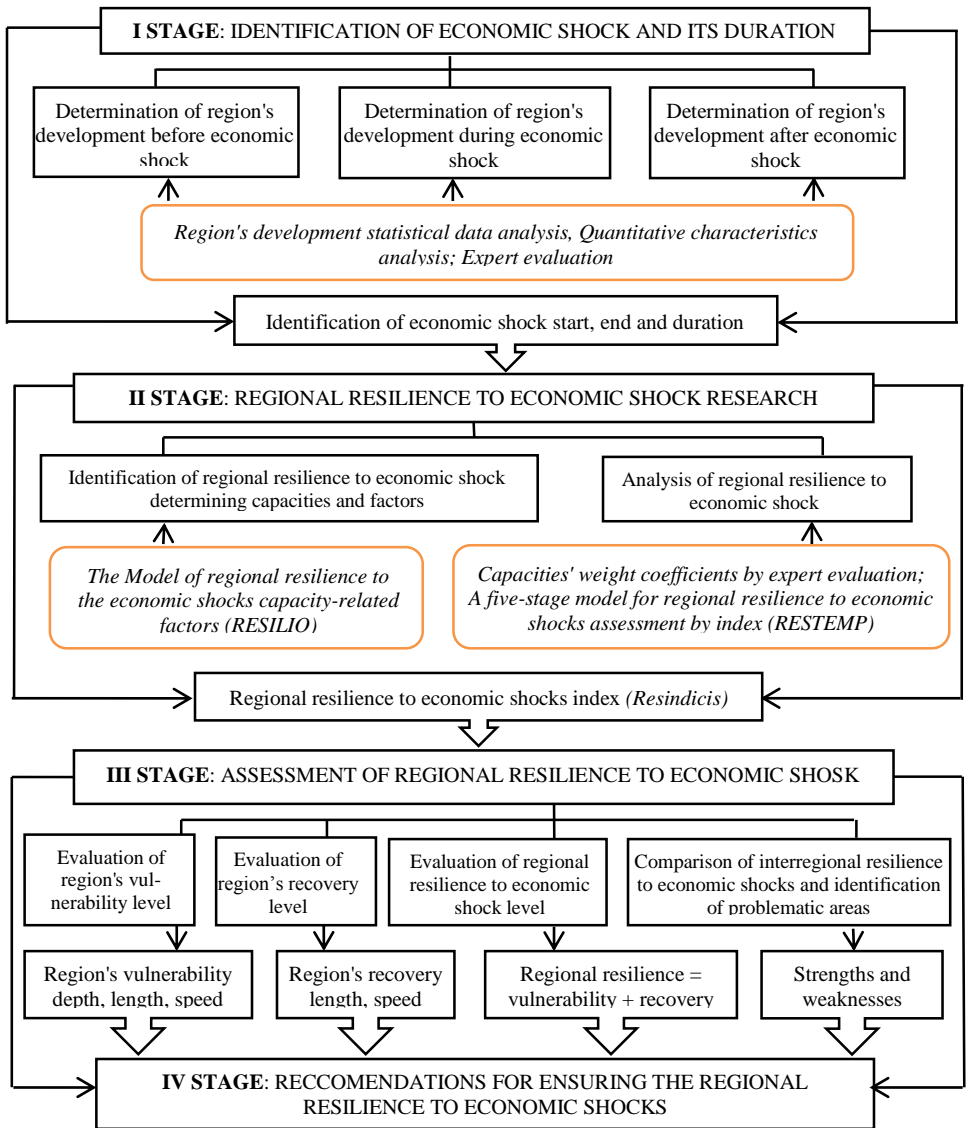 I STAGE: IDENTIFICATION OF ECONOMIC SHOCK AND ITS DURATION
Determination of region's
development before economic
shock
Determination of region's
development during economic
shock
Determination of region's
development after economic
shock
Region's development statistical data analysis, Quantitative characteristics
analysis; Expert evaluation
Identification of economic shock start, end and duration
II STAGE: REGIONAL RESILIENCE TO ECONOMIC SHOCK RESEARCH
Identification of regional resilience to economic shock
determining capacities and factors
Analysis of regional resilience to
economic shock
The Model of regional resilience to
the economic shocks capacity-related
factors (RESILIO)
Capacities' weight coefficients by expert evaluation;
A five-stage model for regional resilience to economic
shocks assessment by index (RESTEMP)
Regional resilience to economic shocks index (Resindicis)
III STAGE: ASSESSMENT OF REGIONAL RESILIENCE TO ECONOMIC SHOSK
Evaluation of
region's vul-
nerability level
Evaluation of
region’s recovery
level
Evaluation of regional
resilience to economic
shock level
Comparison of interregional resilience
to economic shocks and identification
of problematic areas
Region's vulnerability
depth, length, speed
Region's recovery
length, speed
Regional resilience =
vulnerability + recovery
Strengths and
weaknesses
IV STAGE: RECCOMENDATIONS FOR ENSURING THE REGIONAL
RESILIENCE TO ECONOMIC SHOCKS